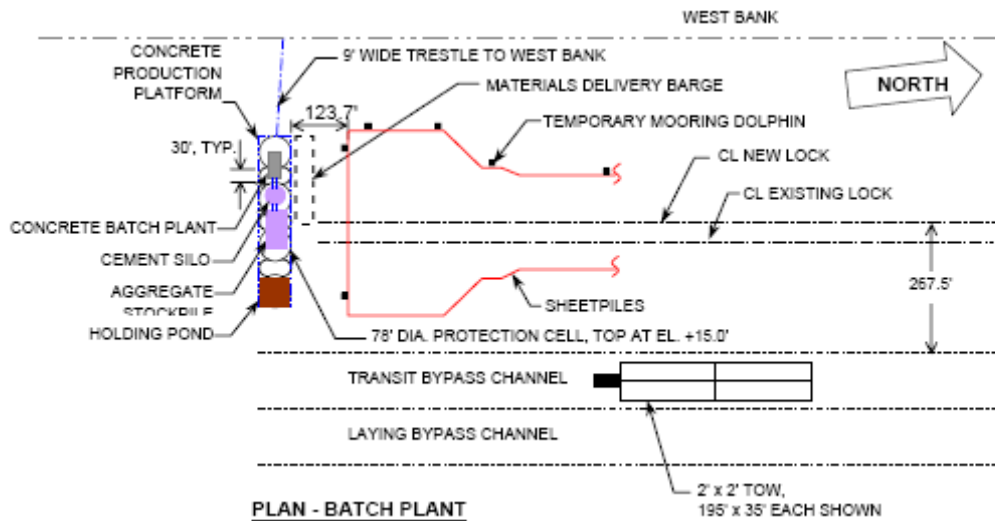 WEST BANK
CONCRETE
PRODUCTION
PLATFORM
9' WIDE TRESTLE TO WEST BANK
MATERIALS DELIVERY BARGE
NORTH
123.7'
TEMPORARY MOORING DOLPHIN
30', TYP.
CL NEW LOCK
CL EXISTING LOCK
CONCRETE BATCH PLANT
CEMENT SILO
267.5'
AGGREGATE
STOCKPILE
SHEETPILES
HOLDING POND
78' DIA. PROTECTION CELL, TOP AT EL. +15.0'
TRANSIT BYPASS CHANNEL
LAYING BYPASS CHANNEL
2' x 2' TOW,
195' x 35' EACH SHOWN
PLAN - BATCH PLANT